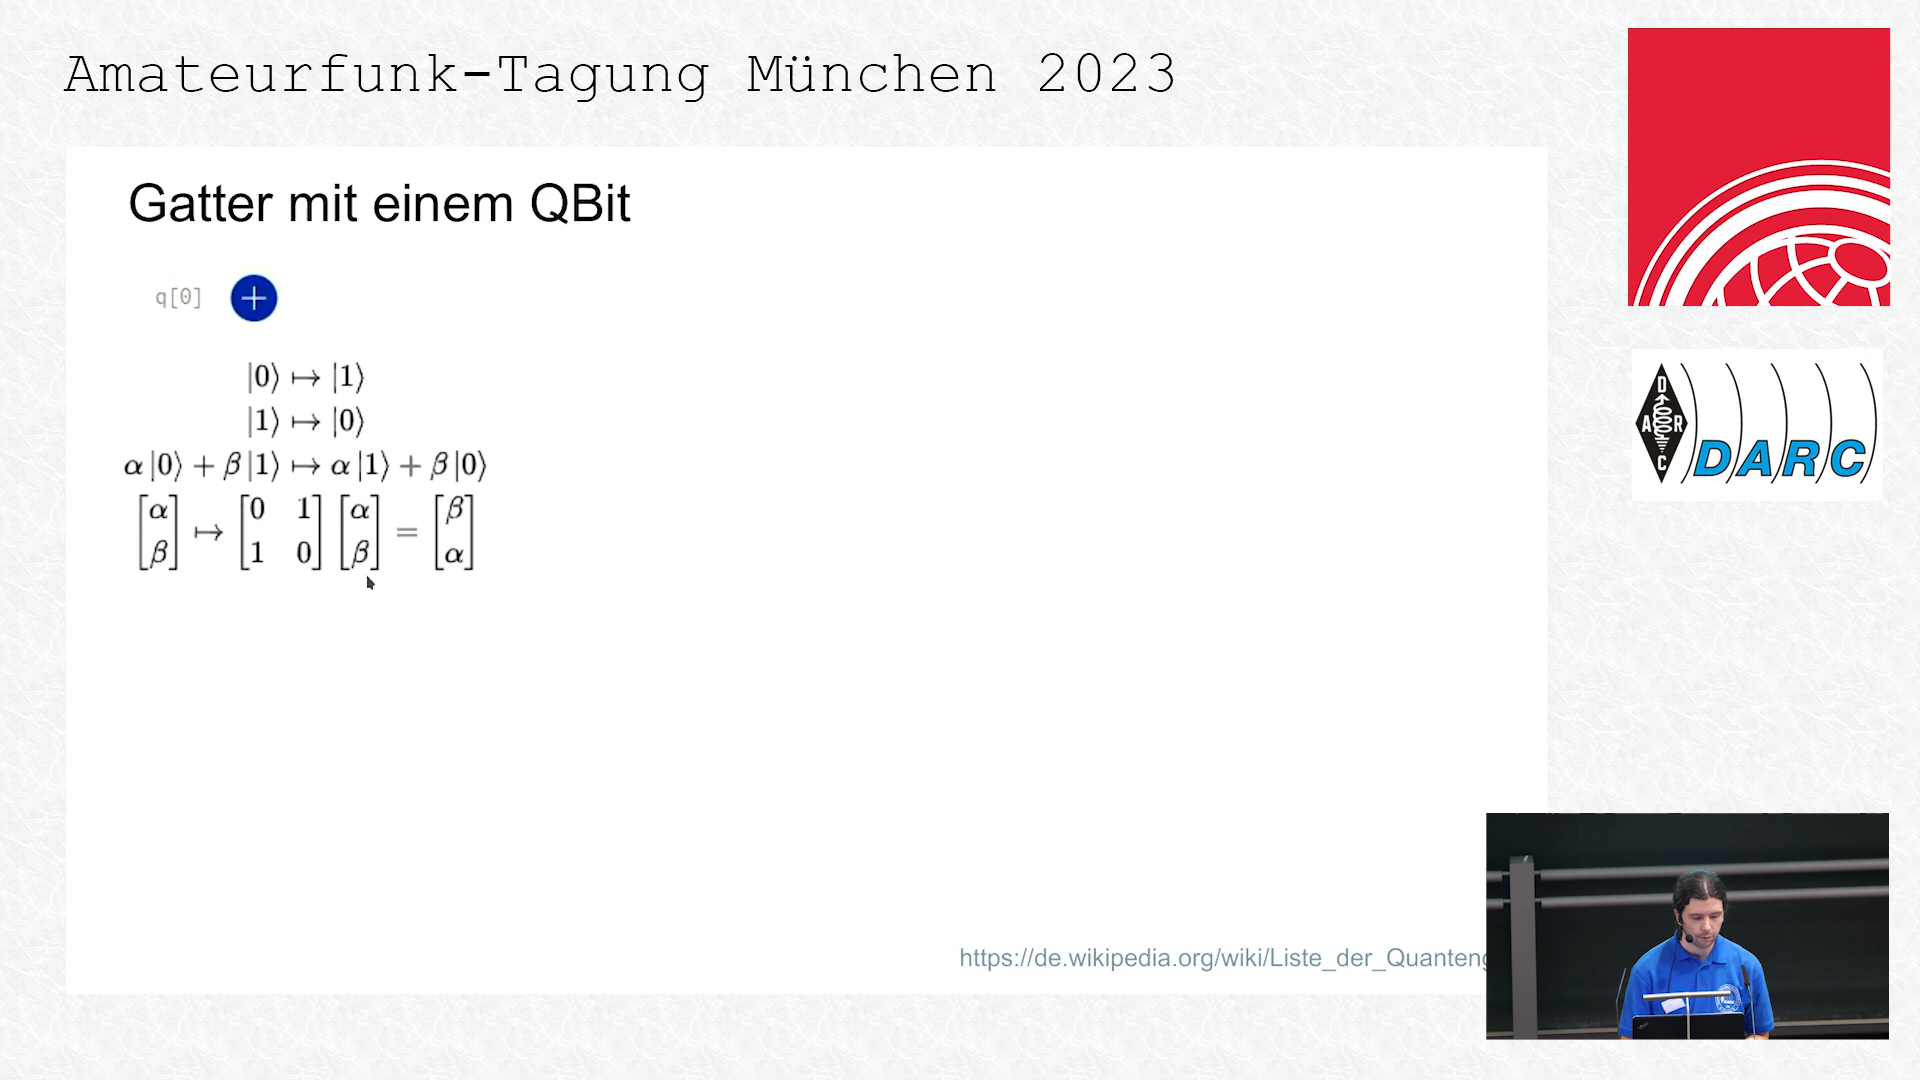 Amateurfunk-Tagung München 2023
Gatter mit einem QBit
q[0] +
|0⟩ ↦ |1⟩
|1⟩ ↦ |0⟩
α|0⟩ + β|1⟩ ↦ α|1⟩ + β|0⟩
[α β] ↦ [0 1 1 0] [α β] = [β α]
https://de.wikipedia.org/wiki/Liste_der_Quanteng
D
A R
C
DARC